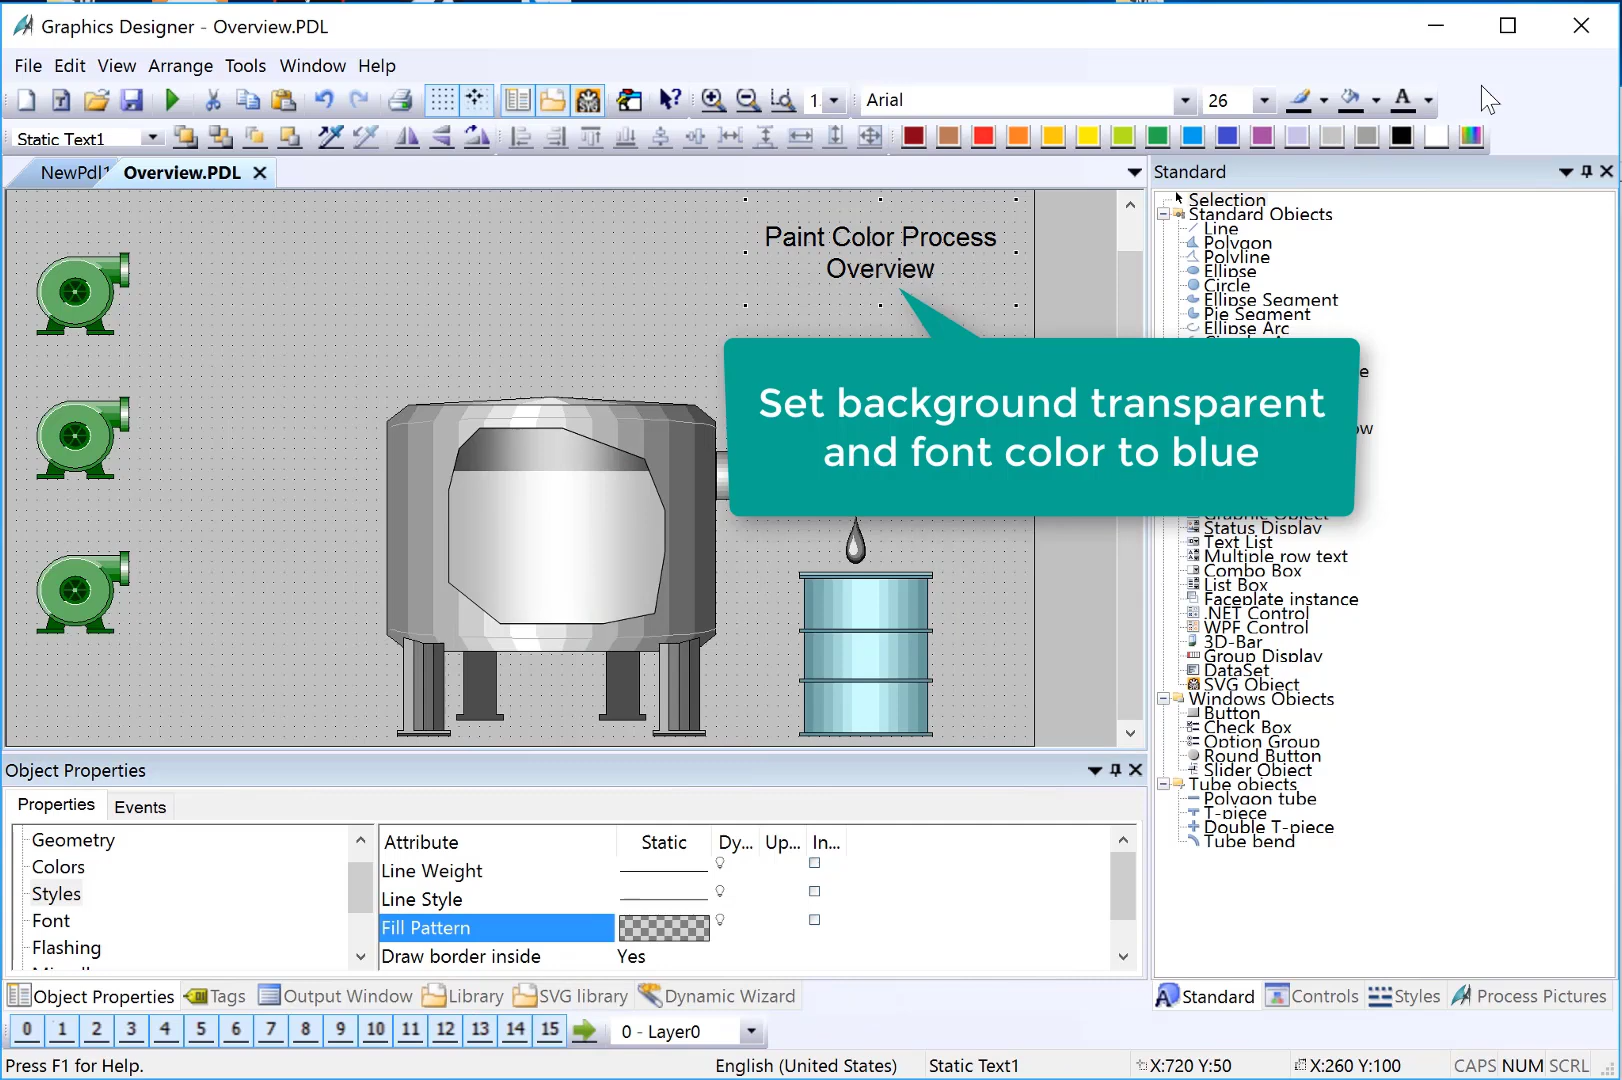 Graphics Designer - Overview.PDL
File Edit View Arrange Tools Window Help
1. Arial 26 A
Static Text1
NewPdl1 Overview.PDL
Standard
Selection
Standard Objects
Line
Polygon
Polyline
Ellipse
Circle
Ellipse Segment
Pie Segment
Ellipse Arc
Paint Color Process
Overview
Set background transparent
and font color to blue
Status Display
Text List
Multiple row text
Combo Box
List Box
Faceplate instance
.NET Control
WPF Control
3D-Bar
Group Display
DataSet
SVG Object
Windows Objects
Button
Check Box
Option Group
Round Button
Slider Object
Tube objects
Polygon tube
T-piece
Double T-piece
Tube bend
Object Properties
Properties Events
Geometry
Colors
Styles
Font
Flashing
Attribute Static Dy... Up... In...
Line Weight
Line Style
Fill Pattern
Draw border inside Yes
Object Properties Tags Output Window Library SVG library Dynamic Wizard
Standard Controls Styles Process Pictures
0 1 2 3 4 5 6 7 8 9 10 11 12 13 14 15 0 - Layer0
Press F1 for Help. English (United States) Static Text1 X:720 Y:50 X:260 Y:100 CAPS NUM SCRL